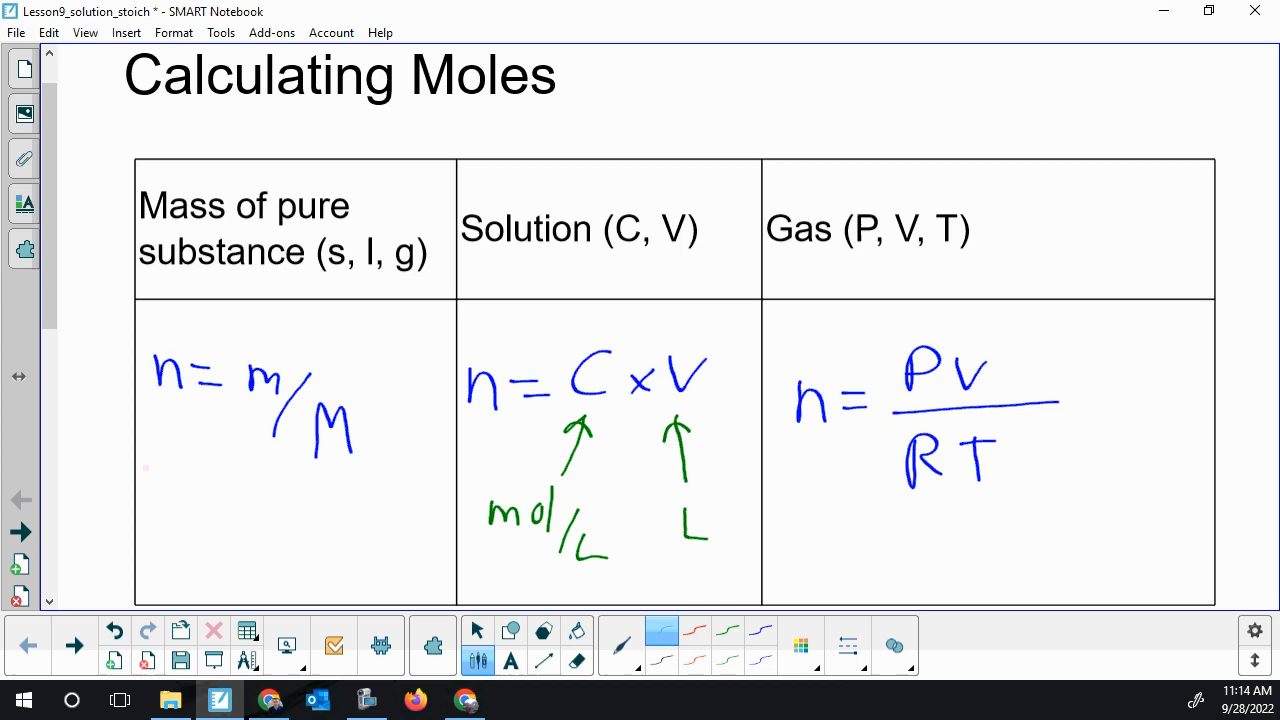 Lesson9_solution_stoich * - SMART Notebook
File Edit View Insert Format Tools Add-ons Account Help
Calculating Moles
Mass of pure
substance (s, l, g)
Solution (C, V)
Gas (P, V, T)
n = m/M
n = C × V
mol/L
L
n = PV
RT
11:14 AM
9/28/2022